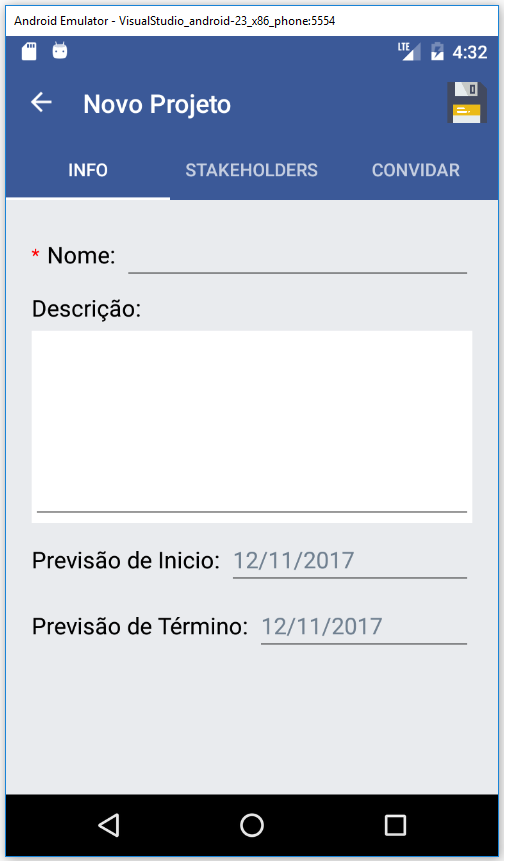 Android Emulator - VisualStudio_android-23_x86_phone:5554
LTE 4:32
Novo Projeto
INFO STAKEHOLDERS CONVIDAR
* Nome:
Descrição:
Previsão de Inicio: 12/11/2017
Previsão de Término: 12/11/2017